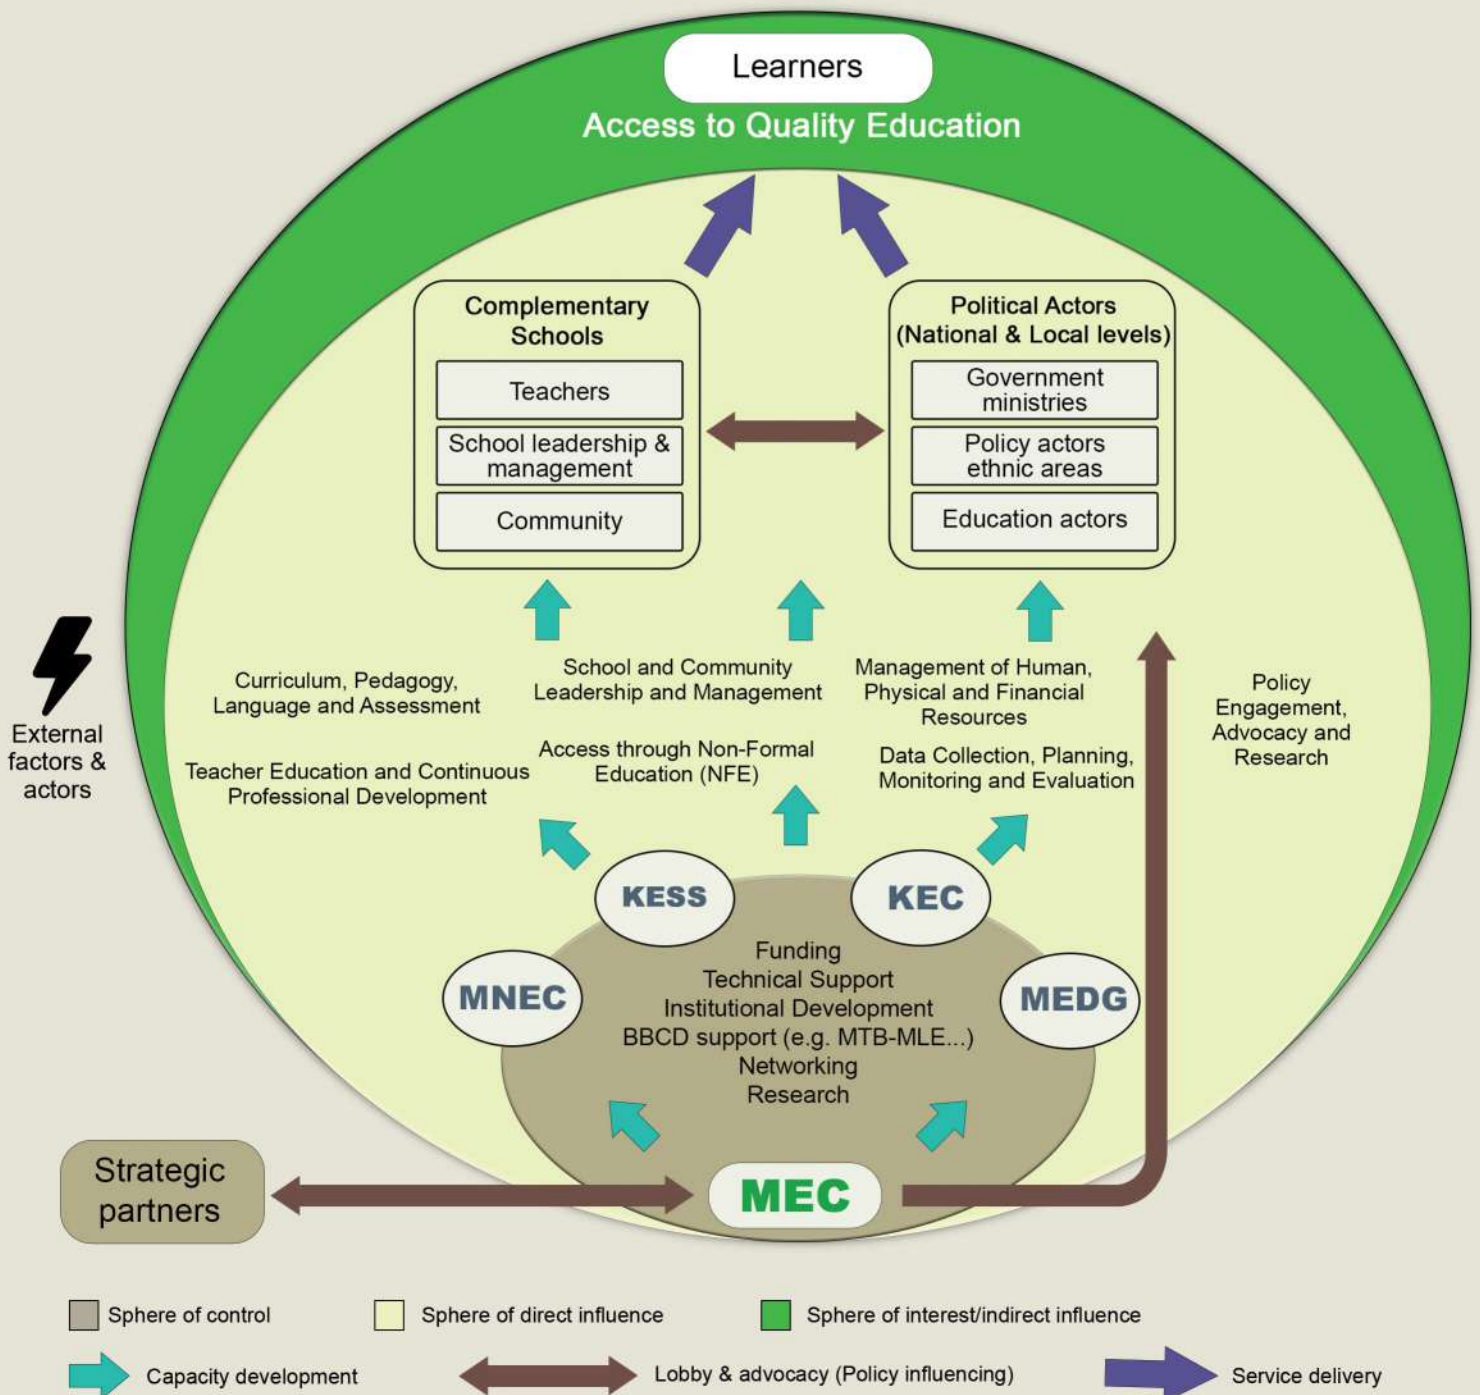 Learners
Access to Quality Education
Complementary
Schools
Teachers
School leadership &
management
Community
Political Actors
(National & Local levels)
Government
ministries
Policy actors
ethnic areas
Education actors
External
factors &
actors
Curriculum, Pedagogy,
Language and Assessment
Teacher Education and Continuous
Professional Development
School and Community
Leadership and Management
Access through Non-Formal
Education (NFE)
Management of Human,
Physical and Financial
Resources
Data Collection, Planning,
Monitoring and Evaluation
Policy
Engagement,
Advocacy and
Research
KESS
KEC
MNEC
MEDG
Funding
Technical Support
Institutional Development
BBCD support (e.g. MTB-MLE...)
Networking
Research
Strategic
partners
MEC
Sphere of control
Sphere of direct influence
Sphere of interest/indirect influence
Capacity development
Lobby & advocacy (Policy influencing)
Service delivery